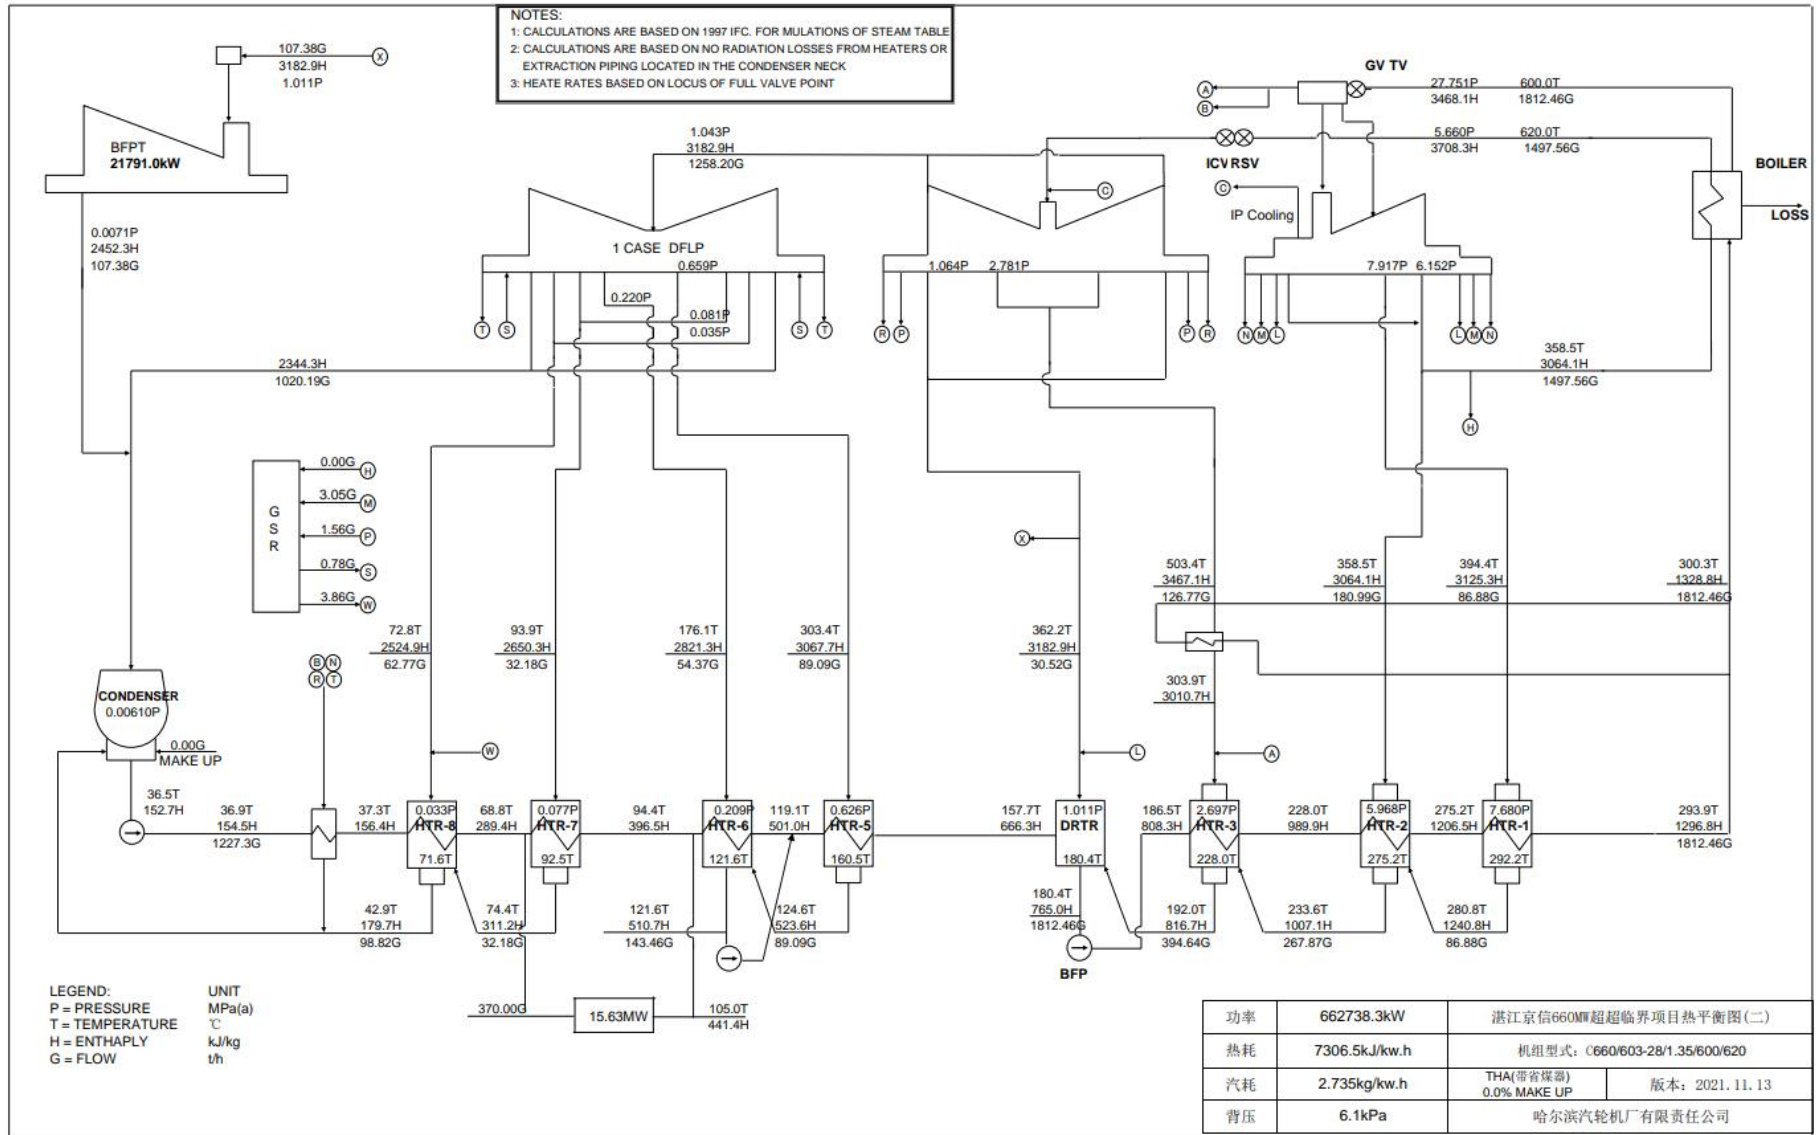 NOTES:
1: CALCULATIONS ARE BASED ON 1997 IFC. FOR MULATIONS OF STEAM TABLE
2: CALCULATIONS ARE BASED ON NO RADIATION LOSSES FROM HEATERS OR
EXTRACTION PIPING LOCATED IN THE CONDENSER NECK
3: HEATE RATES BASED ON LOCUS OF FULL VALVE POINT
107.38G
3182.9H
1.011P
X
BFPT
21791.0kW
0.0071P
2452.3H
107.38G
1.043P
3182.9H
1258.20G
1 CASE DFLP
0.659P
0.220P
0.081P
0.035P
T S
S T
2344.3H
1020.19G
1.064P 2.781P
R P
P R
C
GV TV
A
B
27.751P 600.0T
3468.1H 1812.46G
5.660P 620.0T
3708.3H 1497.56G
ICV RSV
C
IP Cooling
BOILER
LOSS
7.917P 6.152P
N M L
L M N
358.5T
3064.1H
1497.56G
H
G
S
R
0.00G H
3.05G M
1.56G P
0.78G S
3.86G W
X
503.4T
3467.1H
126.77G
358.5T
3064.1H
180.99G
394.4T
3125.3H
86.88G
300.3T
1328.8H
1812.46G
72.8T
2524.9H
62.77G
93.9T
2650.3H
32.18G
176.1T
2821.3H
54.37G
303.4T
3067.7H
89.09G
362.2T
3182.9H
30.52G
303.9T
3010.7H
B N
R T
CONDENSER
0.00610P
0.00G
MAKE UP
W
L
A
36.5T
152.7H
36.9T
154.5H
1227.3G
37.3T
156.4H
0.033P
HTR-8
71.6T
68.8T
289.4H
0.077P
HTR-7
92.5T
94.4T
396.5H
0.209P
HTR-6
121.6T
119.1T
501.0H
0.626P
HTR-5
160.5T
157.7T
666.3H
1.011P
DRTR
180.4T
186.5T
808.3H
2.697P
HTR-3
228.0T
228.0T
989.9H
5.968P
HTR-2
275.2T
275.2T
1206.5H
7.680P
HTR-1
292.2T
293.9T
1296.8H
1812.46G
42.9T
179.7H
98.82G
74.4T
311.2H
32.18G
121.6T
510.7H
143.46G
124.6T
523.6H
89.09G
180.4T
765.0H
1812.46G
BFP
192.0T
816.7H
394.64G
233.6T
1007.1H
267.87G
280.8T
1240.8H
86.88G
370.00G
15.63MW
105.0T
441.4H
LEGEND: UNIT
P = PRESSURE MPa(a)
T = TEMPERATURE ℃
H = ENTHAPLY kJ/kg
G = FLOW t/h
功率 662738.3kW 湛江京信660MW超超临界项目热平衡图(二)
热耗 7306.5kJ/kw.h 机组型式：C660/603-28/1.35/600/620
汽耗 2.735kg/kw.h THA(带省煤器) 版本：2021.11.13
0.0% MAKE UP
背压 6.1kPa 哈尔滨汽轮机厂有限责任公司